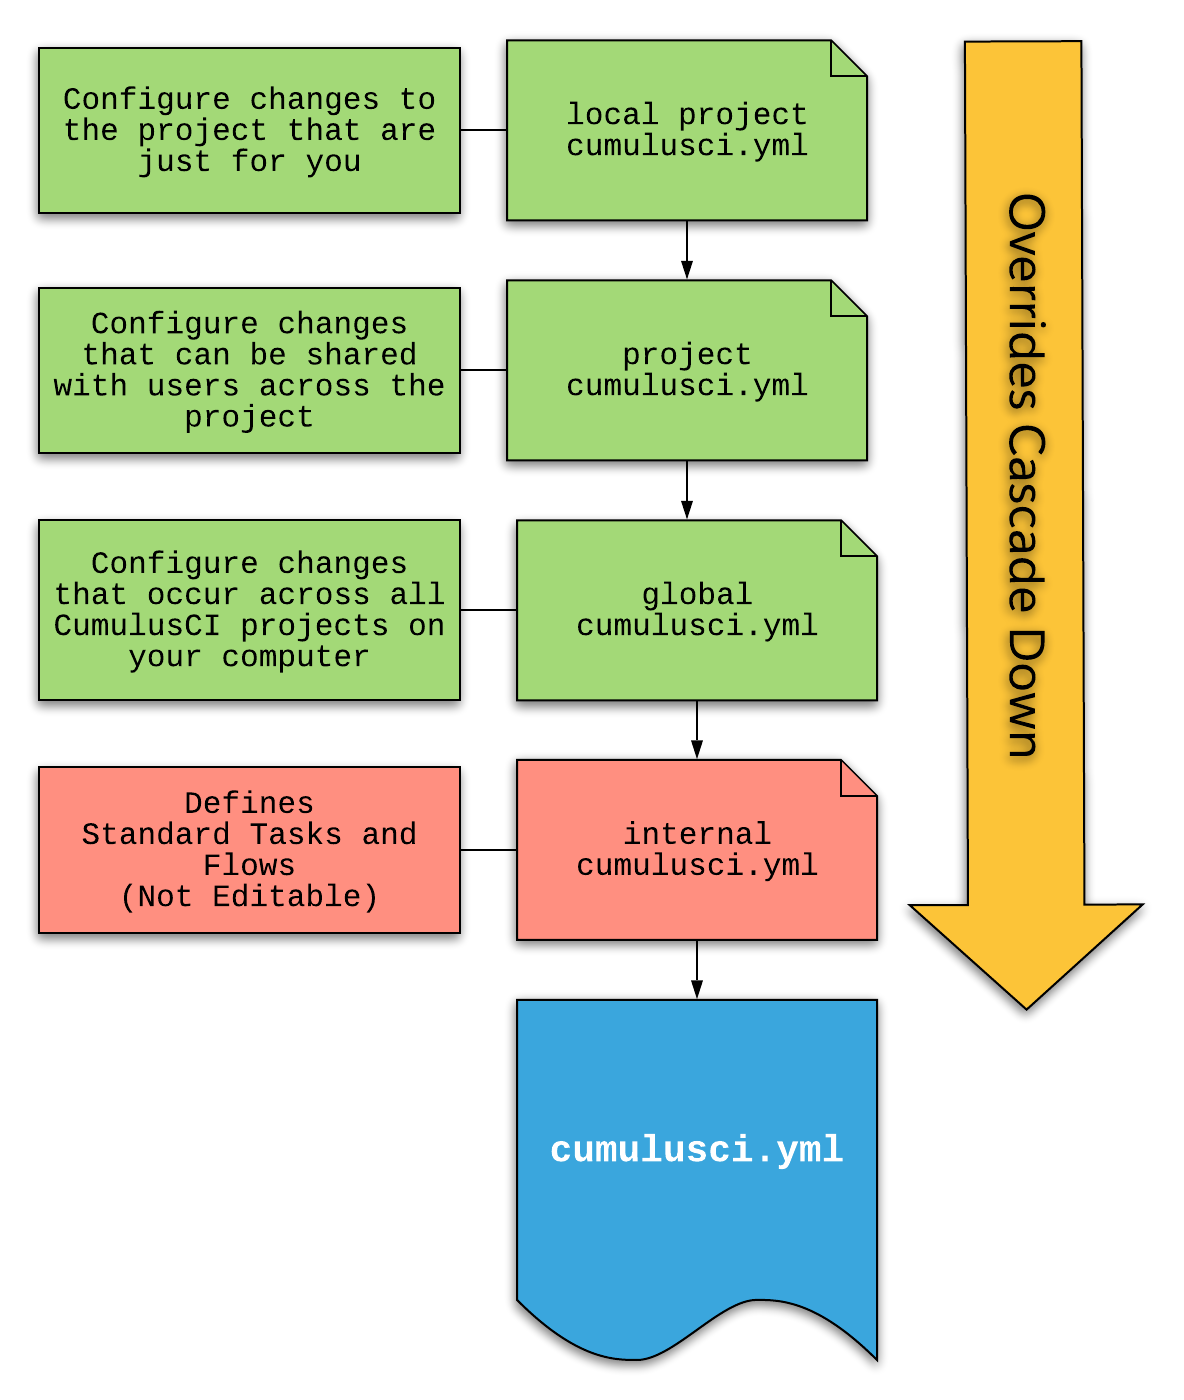 Configure changes to
the project that are
just for you
local project
cumulusci.yml
Configure changes
that can be shared
with users across the
project
project
cumulusci.yml
Configure changes
that occur across all
CumulusCI projects on
your computer
global
cumulusci.yml
Defines
Standard Tasks and
Flows
(Not Editable)
internal
cumulusci.yml
cumulusci.yml
Overrides Cascade Down